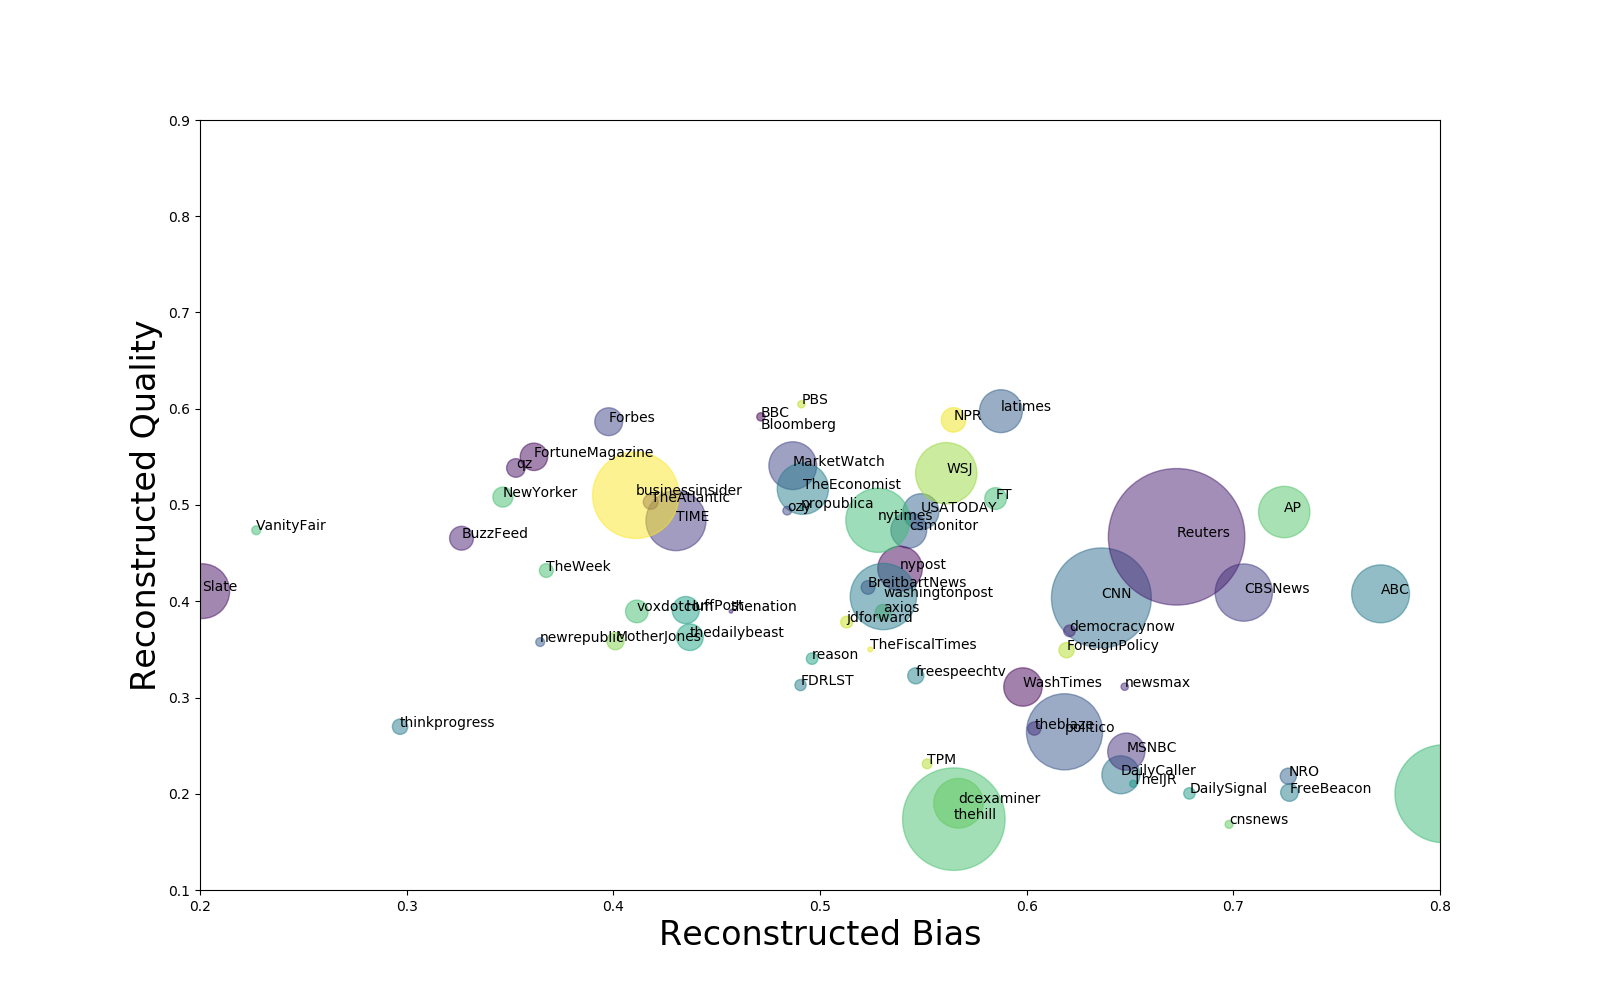 0.9
0.8
0.7
0.6
0.5
0.4
0.3
0.2
0.1
Reconstructed Quality
PBS
BBC
latimes
Forbes
NPR
Bloomberg
FortuneMagazine
MarketWatch
qz
WSJ
TheEconomist
businessinsider
NewYorker
FT
TheAtlantic
propublica
ozy
USATODAY
AP
TIME
nytimes
csmonitor
VanityFair
BuzzFeed
Reuters
nypost
TheWeek
BreitbartNews
Slate
CBSNews
ABC
washingtonpost
CNN
voxdotcom
HuffPost
thenation
axios
jdforward
democracynow
thedailybeast
newrepublic
MotherJones
TheFiscalTimes
ForeignPolicy
reason
freespeechtv
FDRLST
WashTimes
newsmax
thinkprogress
theblaze
politico
MSNBC
TPM
DailyCaller
NRO
TheIJR
DailySignal
FreeBeacon
dcexaminer
thehill
cnsnews
0.2 0.3 0.4 0.5 0.6 0.7 0.8
Reconstructed Bias